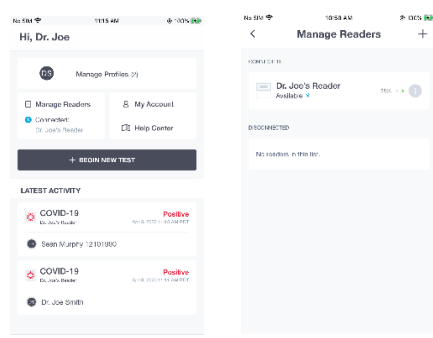 No SIM 11:15 AM 100%
Hi, Dr. Joe
DS Manage Profiles (2)
Manage Readers
Connected:
Dr. Joe's Reader
My Account
Help Center
+ BEGIN NEW TEST
LATEST ACTIVITY
COVID-19 Positive
Dr. Joe's Reader
Sean Murphy 12101980
COVID-19 Positive
Dr. Joe's Reader
Dr. Joe Smith
No SIM 10:58 AM 100%
Manage Readers
CONNECTED
Dr. Joe's Reader
Available
DISCONNECTED
No readers in this list.